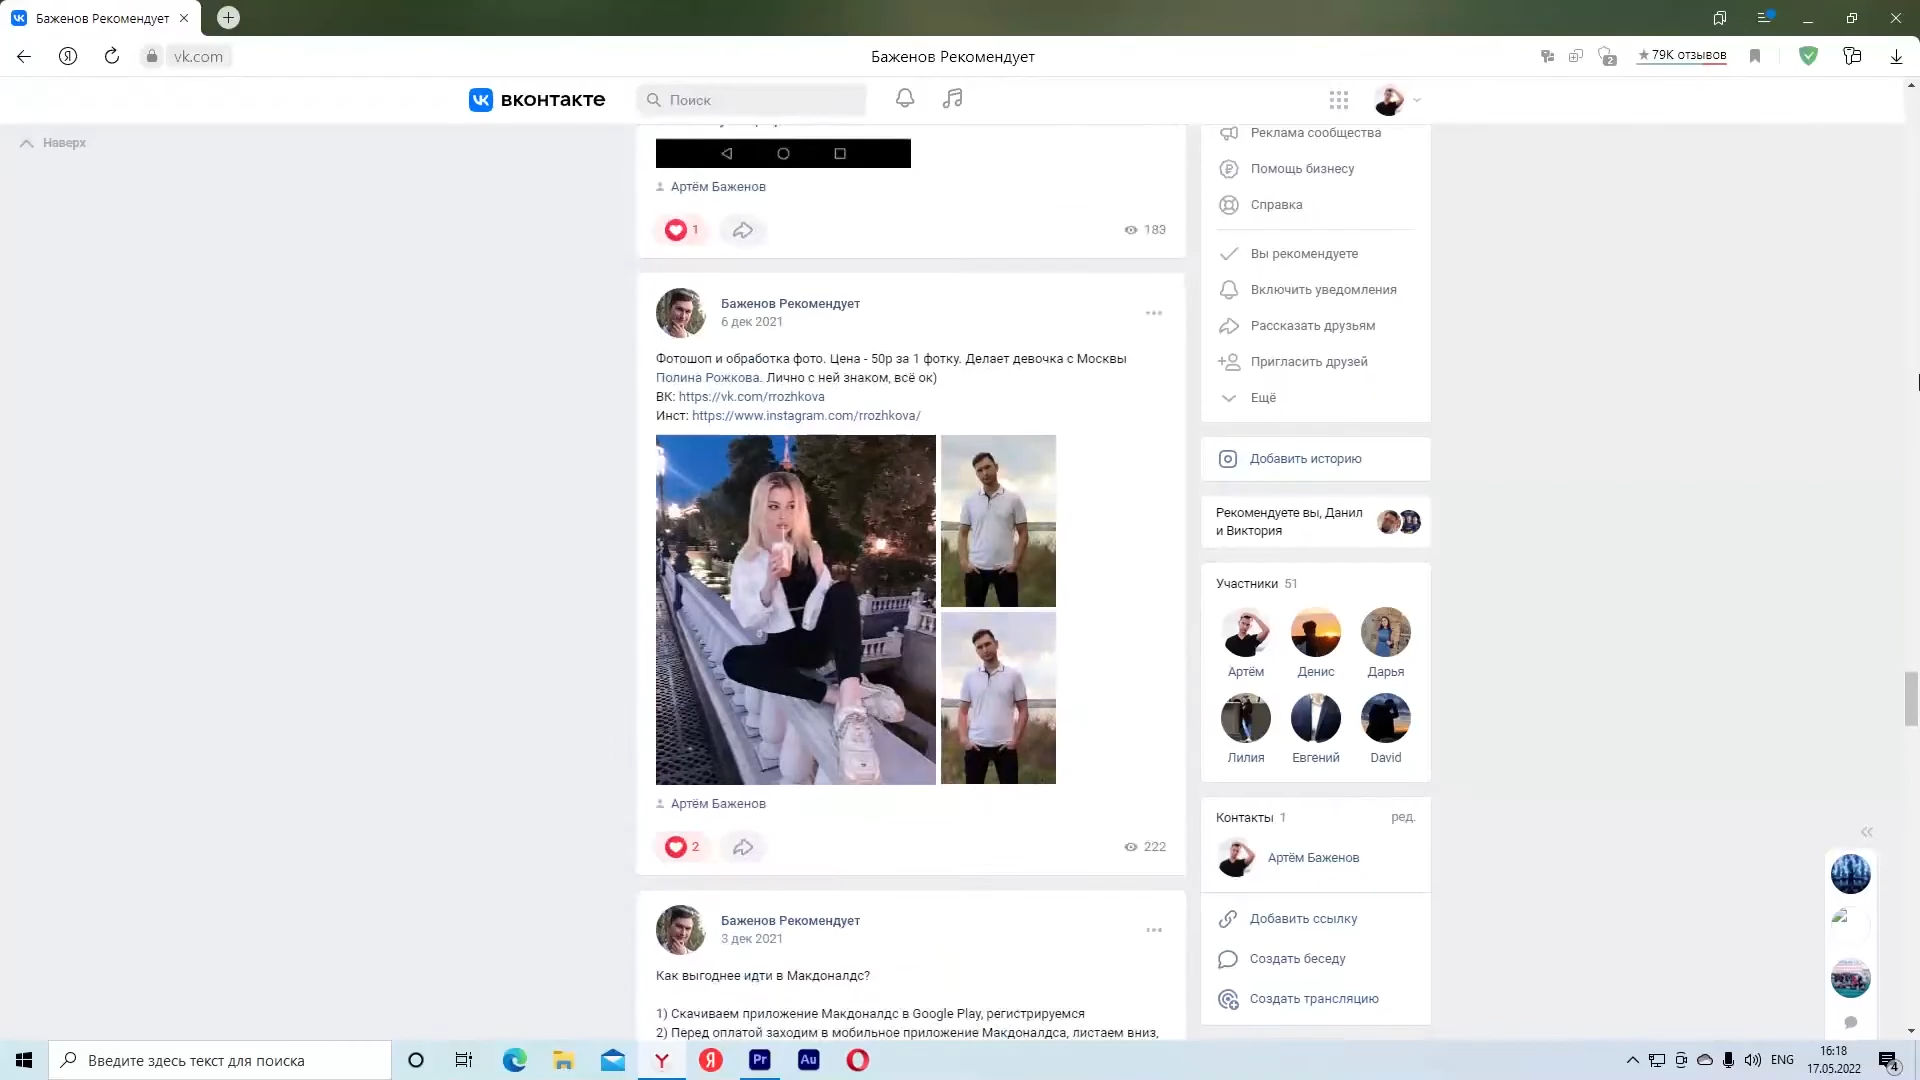 Баженов Рекомендует
vk.com
Баженов Рекомендует
2
★ 79K отзывов
вконтакте
Поиск
Наверх
Артём Баженов
1
183
Баженов Рекомендует
6 дек 2021
Фотошоп и обработка фото. Цена - 50р за 1 фотку. Делает девочка с Москвы
Полина Рожкова. Лично с ней знаком, всё ок)
ВК: https://vk.com/rrozhkova
Инст: https://www.instagram.com/rrozhkova/
Артём Баженов
2
222
Баженов Рекомендует
3 дек 2021
Как выгоднее идти в Макдоналдс?
1) Скачиваем приложение Макдоналдс в Google Play, регистрируемся
2) Перед оплатой заходим в мобильное приложение Макдоналдса, листаем вниз,
Реклама сообщества
Помощь бизнесу
Справка
Вы рекомендуете
Включить уведомления
Рассказать друзьям
Пригласить друзей
Ещё
Добавить историю
Рекомендуете вы, Данил
и Виктория
Участники 51
Артём Денис Дарья
Лилия Евгений David
Контакты 1 ред.
Артём Баженов
Добавить ссылку
Создать беседу
Создать трансляцию
Введите здесь текст для поиска
Y
Я
Pr
Au
ENG
16:18
17.05.2022
4